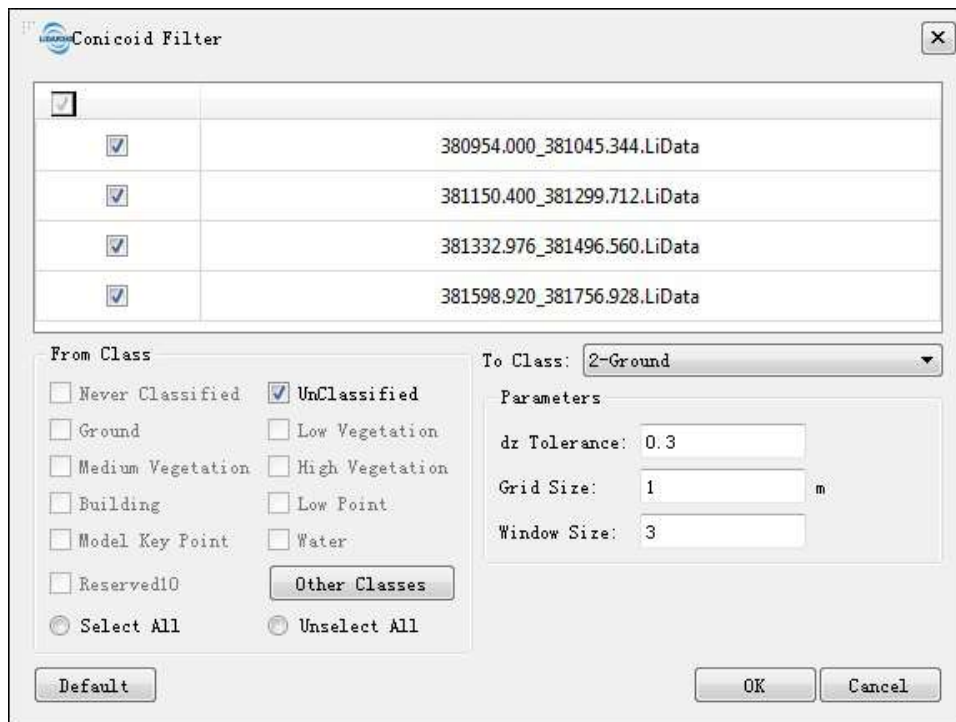 Conicoid Filter
380954.000_381045.344.LiData
381150.400_381299.712.LiData
381332.976_381496.560.LiData
381598.920_381756.928.LiData
From Class
To Class: 2-Ground
Never Classified UnClassified
Parameters
Ground Low Vegetation
dz Tolerance: 0.3
Medium Vegetation High Vegetation
Grid Size: 1 m
Building Low Point
Window Size: 3
Model Key Point Water
Reserved10 Other Classes
Select All Unselect All
Default OK Cancel